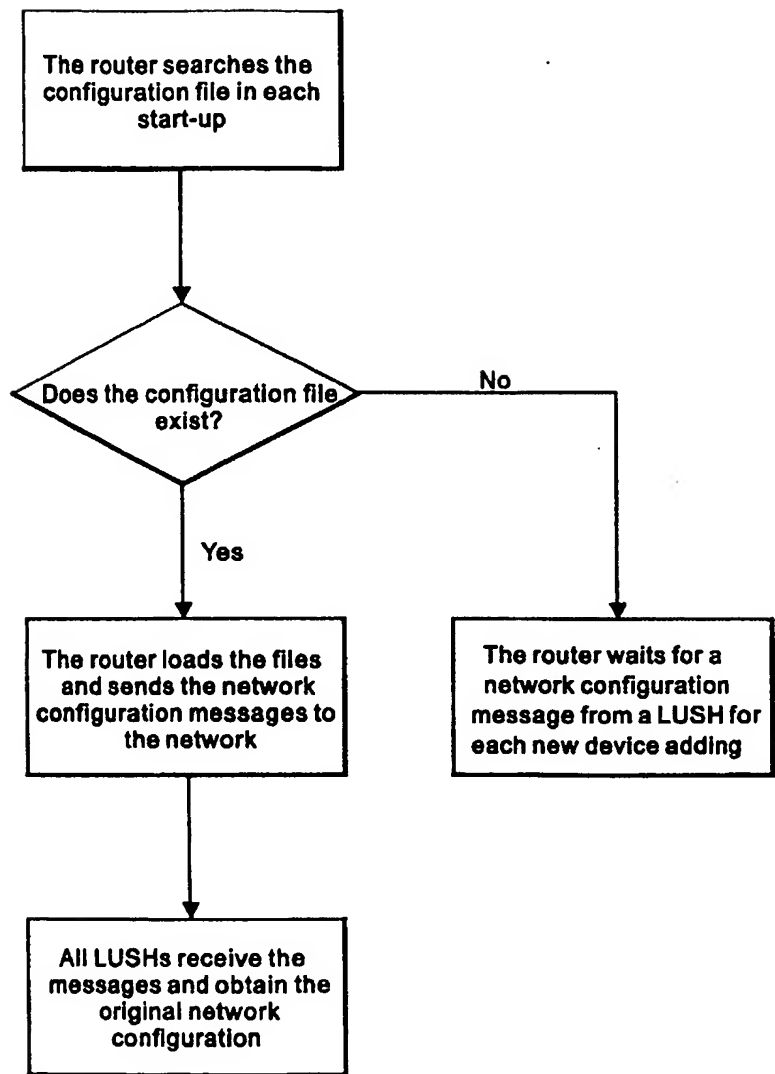 The router searches the
configuration file in each
start-up
Does the configuration file
exist?
No
Yes
The router loads the files
and sends the network
configuration messages to
the network
The router waits for a
network configuration
message from a LUSH for
each new device adding
All LUSHs receive the
messages and obtain the
original network
configuration